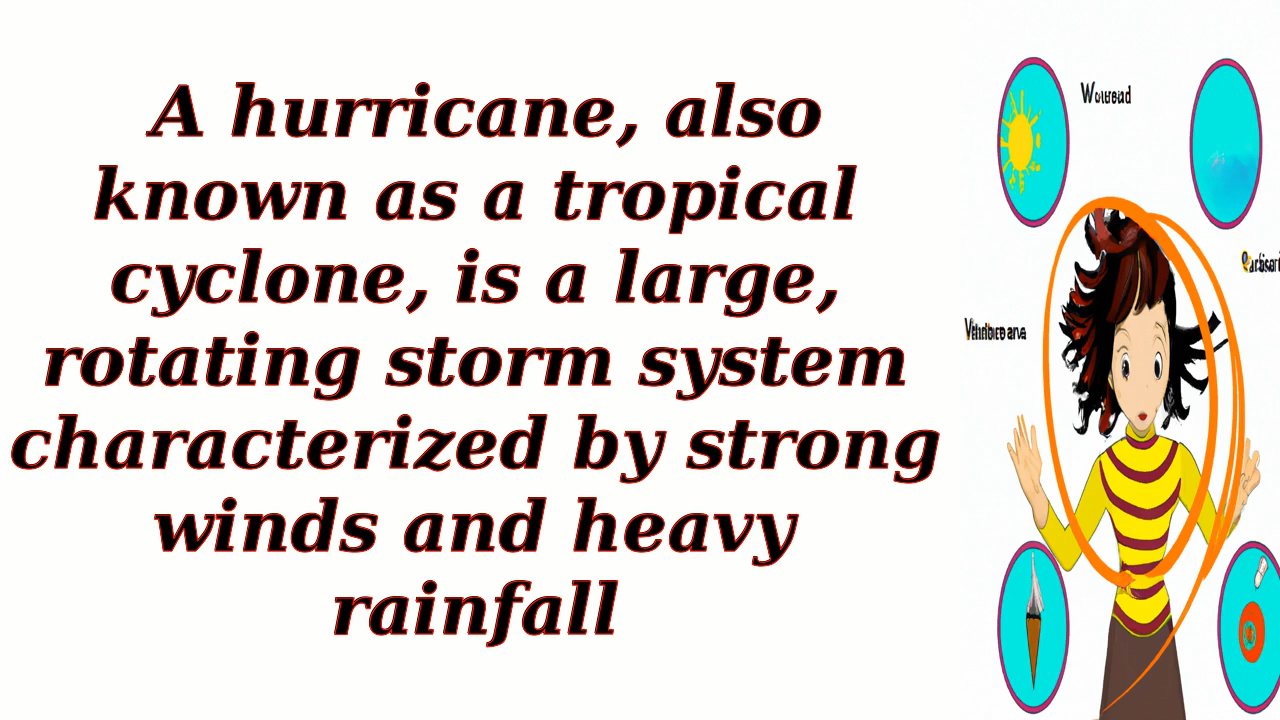 A hurricane, also
known as a tropical
cyclone, is a large,
rotating storm system
characterized by strong
winds and heavy
rainfall